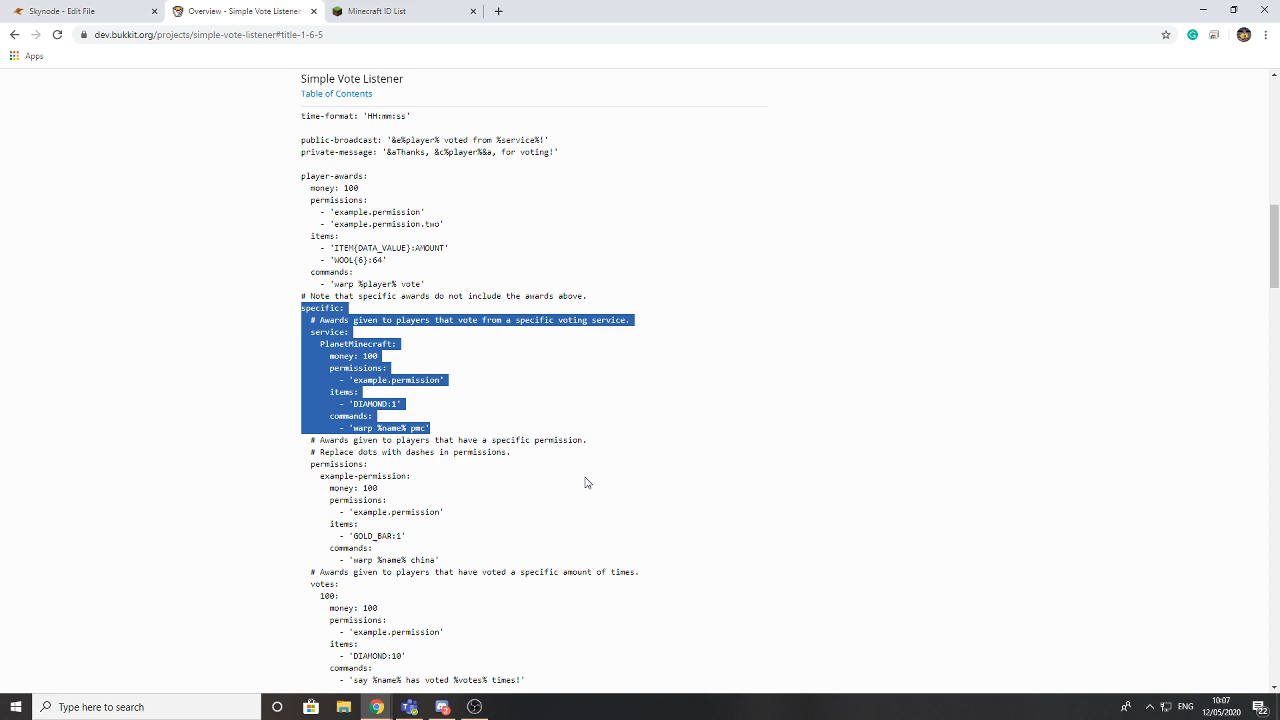 Skynode - Edit File
Overview - Simple Vote Listener
Minecraft ID List
dev.bukkit.org/projects/simple-vote-listener#title-1-6-5
Apps
Simple Vote Listener
Table of Contents
time-format: 'HH:mm:ss'
public-broadcast: '&e%player% voted from %service%!'
private-message: '&aThanks, &c%player%&a, for voting!'
player-awards:
money: 100
permissions:
- 'example.permission'
- 'example.permission.two'
items:
- 'ITEM{DATA_VALUE}:AMOUNT'
- 'WOOL{6}:64'
commands:
- 'warp %player% vote'
# Note that specific awards do not include the awards above.
specific:
# Awards given to players that vote from a specific voting service.
service:
PlanetMinecraft:
money: 100
permissions:
- 'example.permission'
items:
- 'DIAMOND:1'
commands:
- 'warp %name% pmc'
# Awards given to players that have a specific permission.
# Replace dots with dashes in permissions.
permissions:
example-permission:
money: 100
permissions:
- 'example.permission'
items:
- 'GOLD_BAR:1'
commands:
- 'warp %name% china'
# Awards given to players that have voted a specific amount of times.
votes:
100:
money: 100
permissions:
- 'example.permission'
items:
- 'DIAMOND:10'
commands:
- 'say %name% has voted %votes% times!'
Type here to search
ENG
10:07
12/05/2020
22